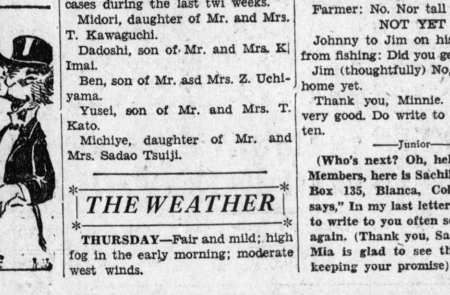 cases during the last twi weeks.
Midori, daughter of Mr. and Mrs.
T. Kawaguchi.
Dadoshi, son of Mr. and Mrs. K
Imai.
Ben, son of Mr. asd Mrs. Z. Uchi-
yama.
Yusei, son of Mr. and Mrs. T.
Kato.
Michiye, daughter of Mr. and
Mrs. Sadao Tsuiji.
THE WEATHER
THURSDAY—Fair and mild; high
fog in the early morning; moderate
west winds.
Farmer: No. Nor tall
NOT YET
Johnny to Jim on his
from fishing: Did you ge
Jim (thoughtfully) No,
home yet.
Thank you, Minnie.
very good. Do write to
ten.
—Junior—
(Who's next? Oh, hel
Members, here is Sachi
Box 135, Blanca, Col
says," In my last letter
to write to you often s
again. (Thank you, Sa
Mia is glad to see th
keeping your promise)